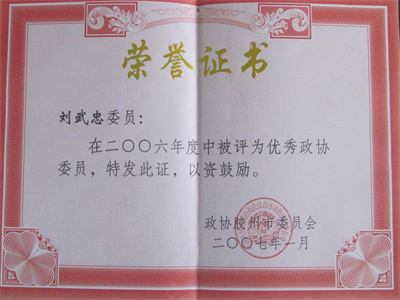 荣誉证书
刘武忠委员：
在二〇〇六年度中被评为优秀政协
委员，特发此证，以资鼓励。
政协胶州市委员会
二〇〇七年一月